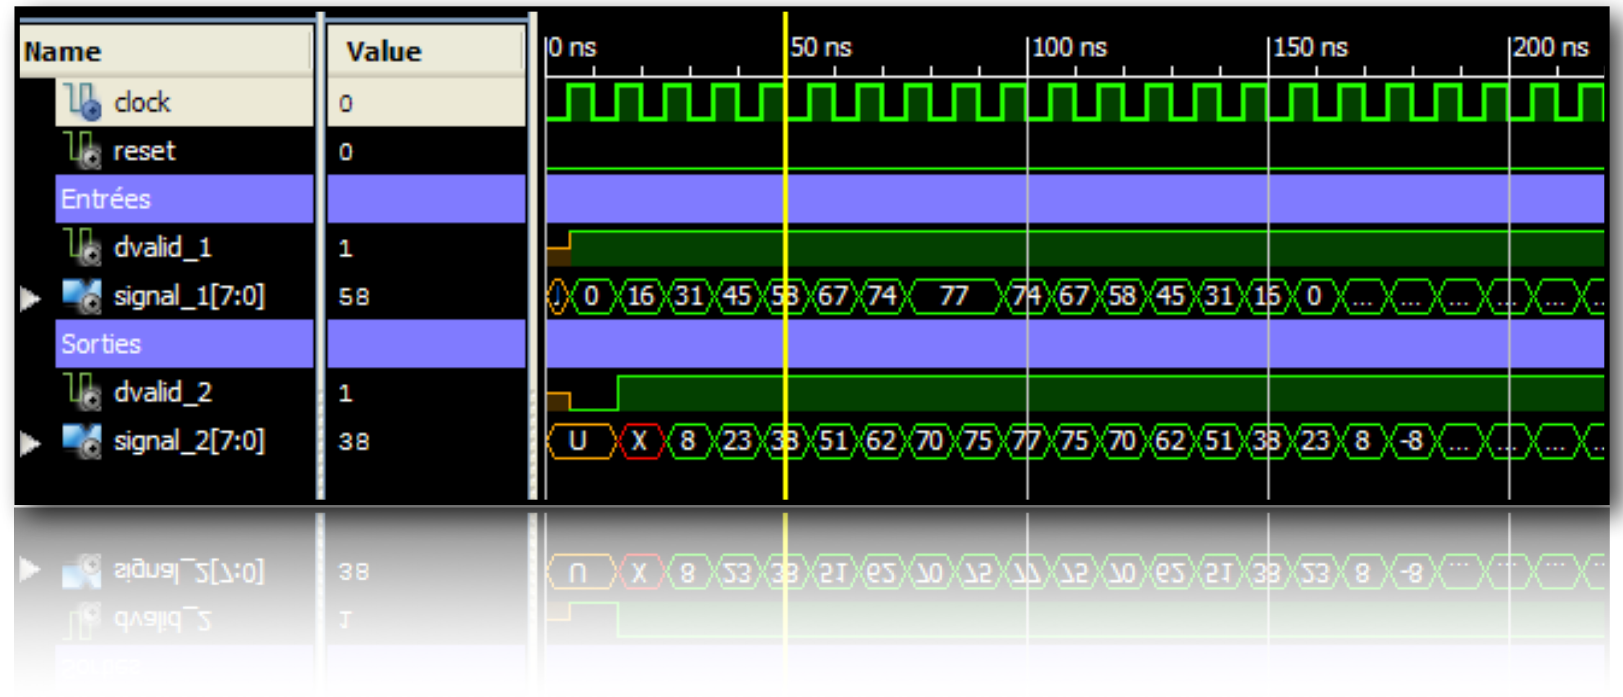 Name Value 0 ns 50 ns 100 ns 150 ns 200 ns
clock 0
reset 0
Entrées
dvalid_1 1
signal_1[7:0] 58 0 16 31 45 58 67 74 77 74 67 58 45 31 16 0 ... ... ... ... ...
Sorties
dvalid_2 1
signal_2[7:0] 38 U X 8 23 38 51 62 70 75 77 75 70 62 51 38 23 8 -8 ... ... ...